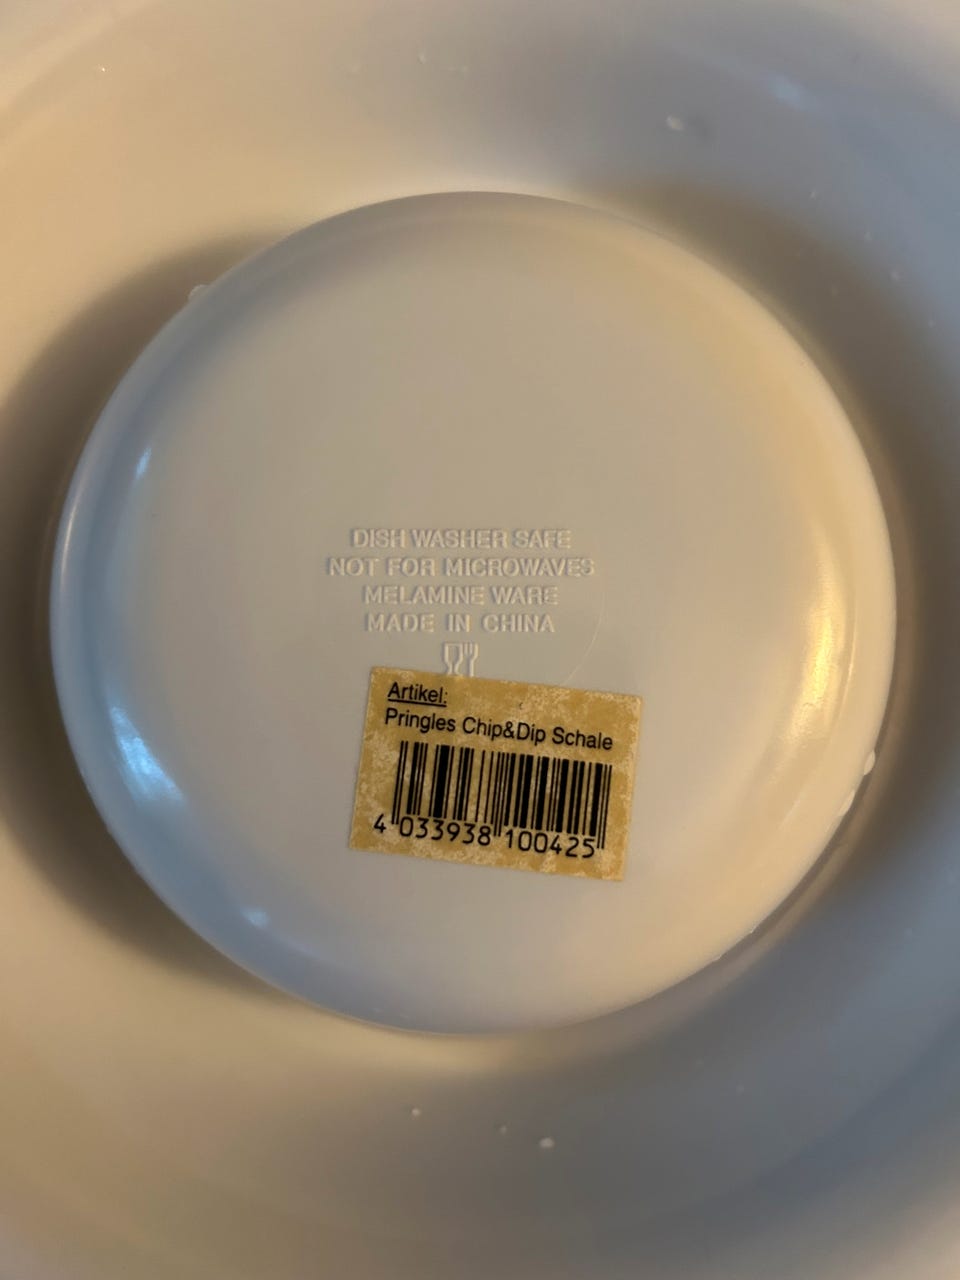 DISH WASHER SAFE
NOT FOR MICROWAVES
MELAMINE WARE
MADE IN CHINA
Artikel:
Pringles Chip&Dip Schale
4 033938 100425